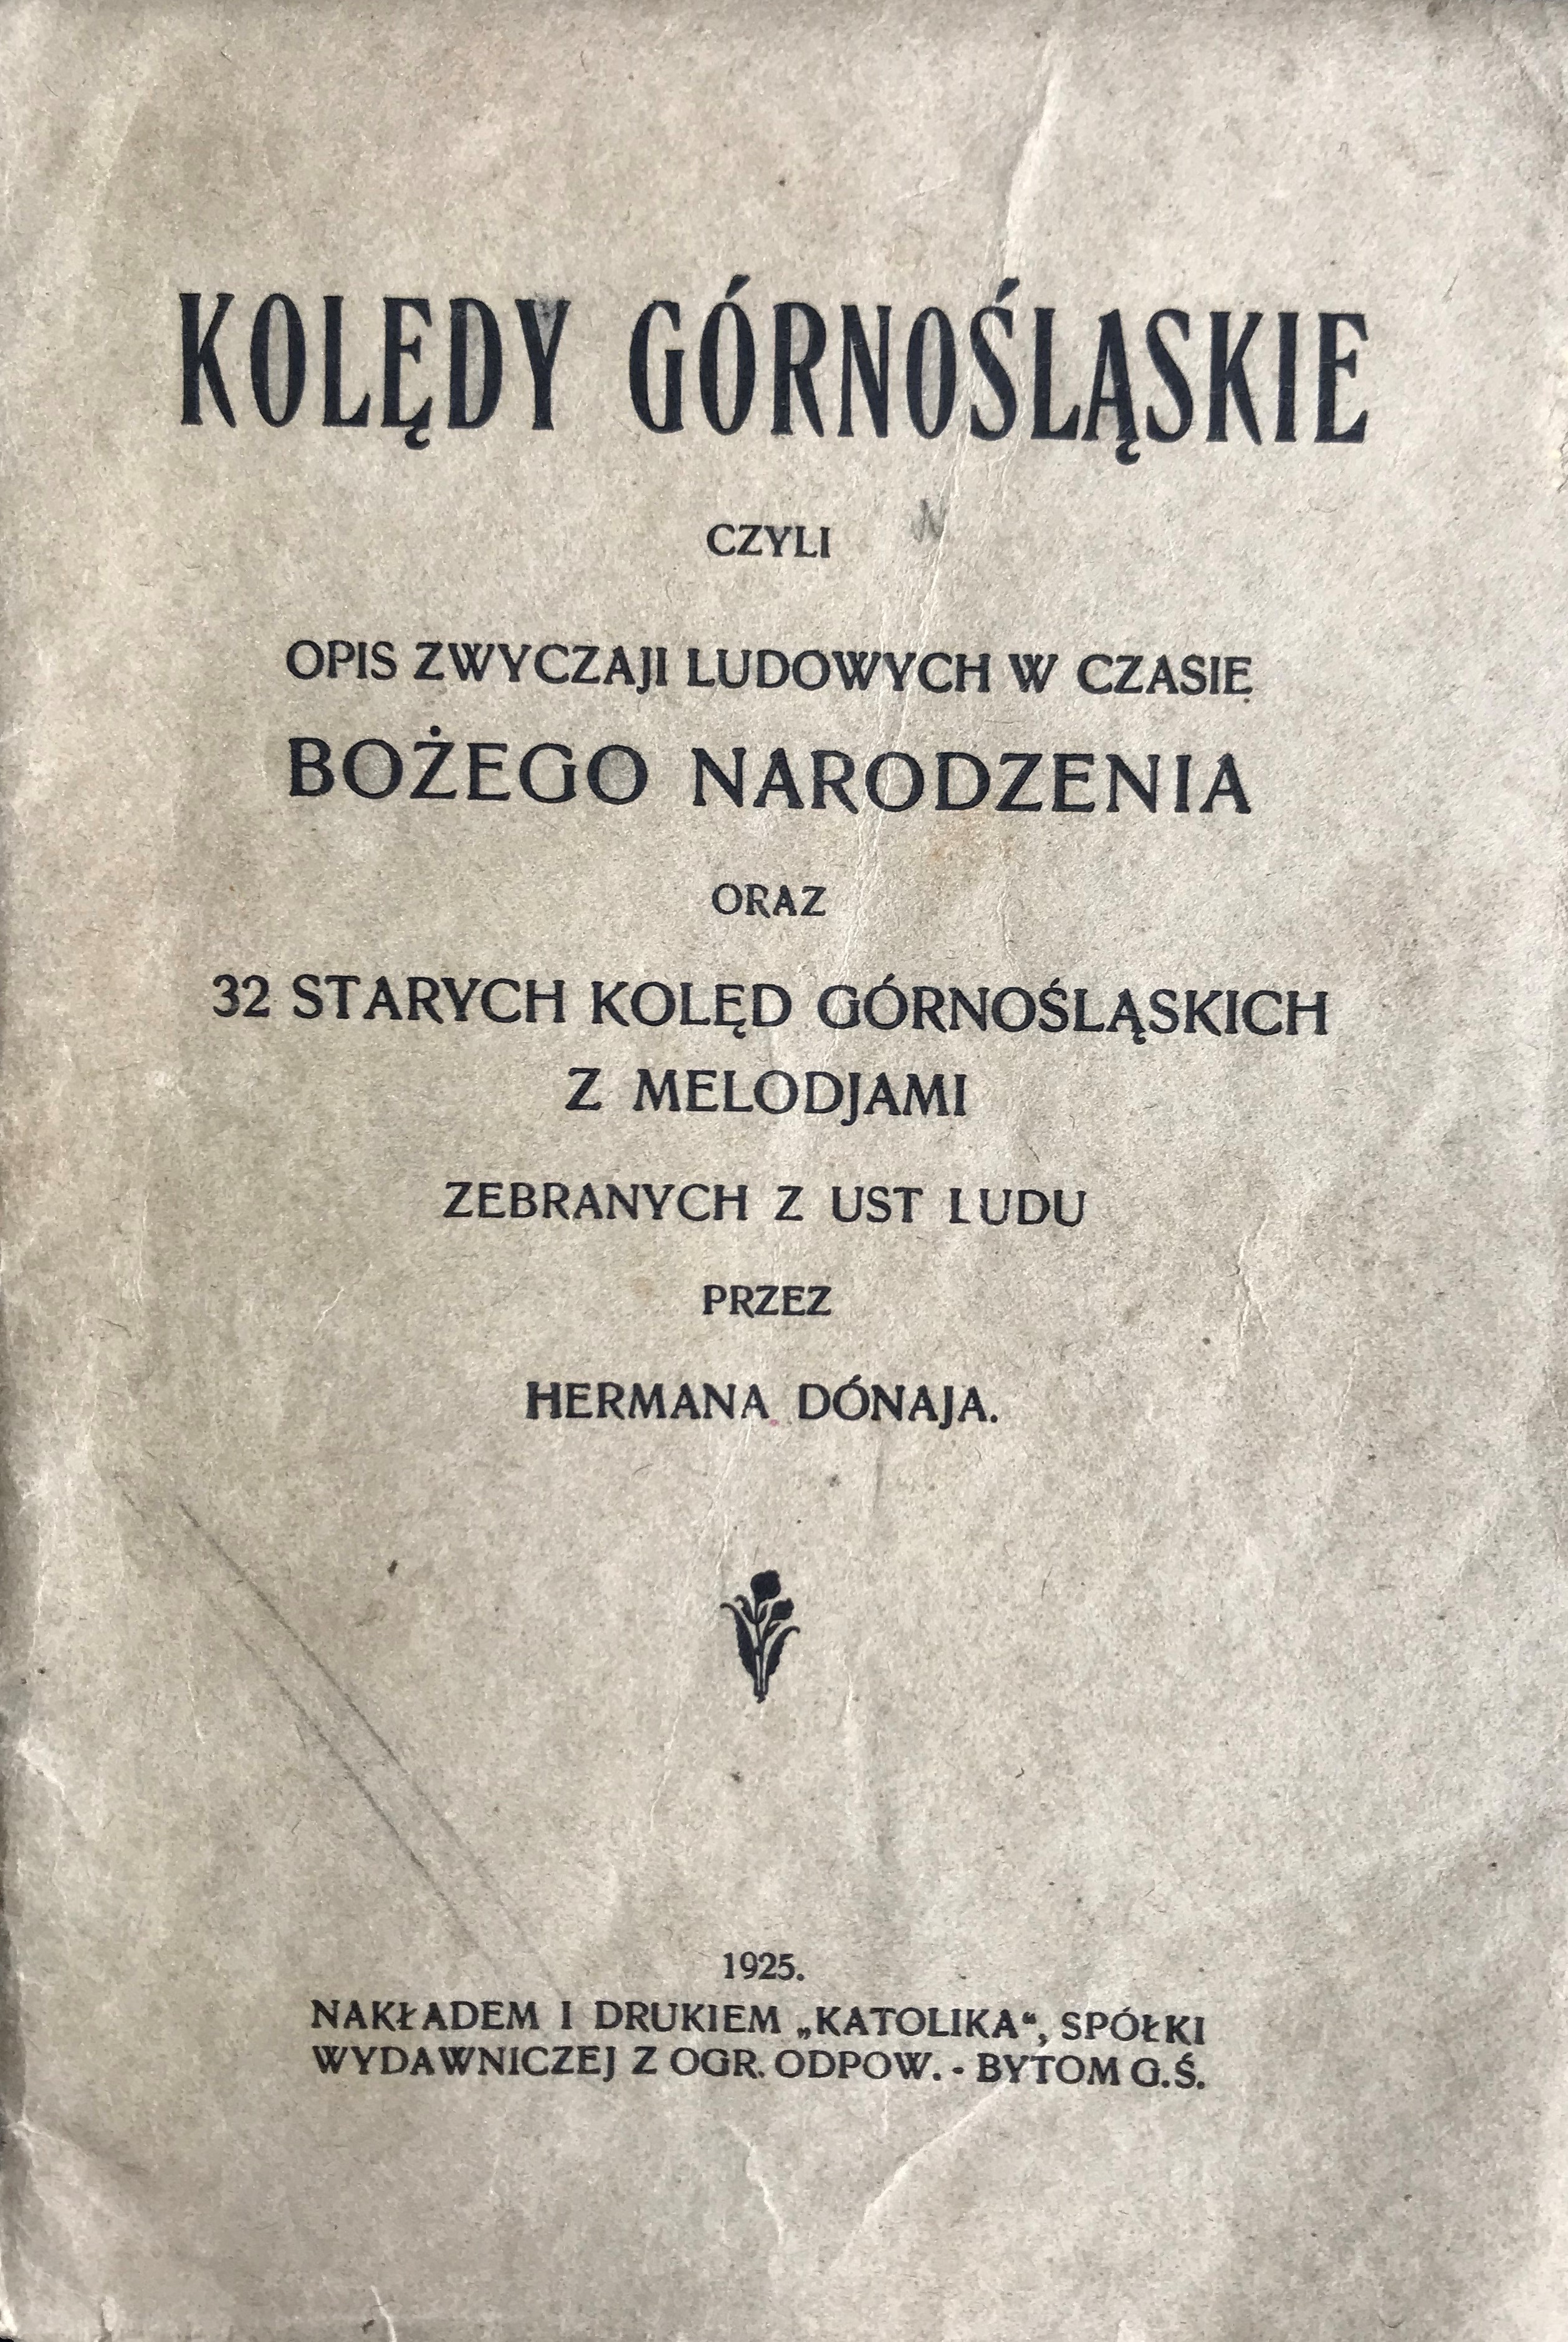 KOLĘDY GÓRNOŚLĄSKIE
CZYLI
OPIS ZWYCZAJI LUDOWYCH W CZASIE
BOŻEGO NARODZENIA
ORAZ
32 STARYCH KOLĘD GÓRNOŚLĄSKICH
Z MELODJAMI
ZEBRANYCH Z UST LUDU
PRZEZ
HERMANA DÓNAJA.
1925.
NAKŁADEM I DRUKIEM „KATOLIKA“, SPÓŁKI
WYDAWNICZEJ Z OGR. ODPOW. - BYTOM G.Ś.